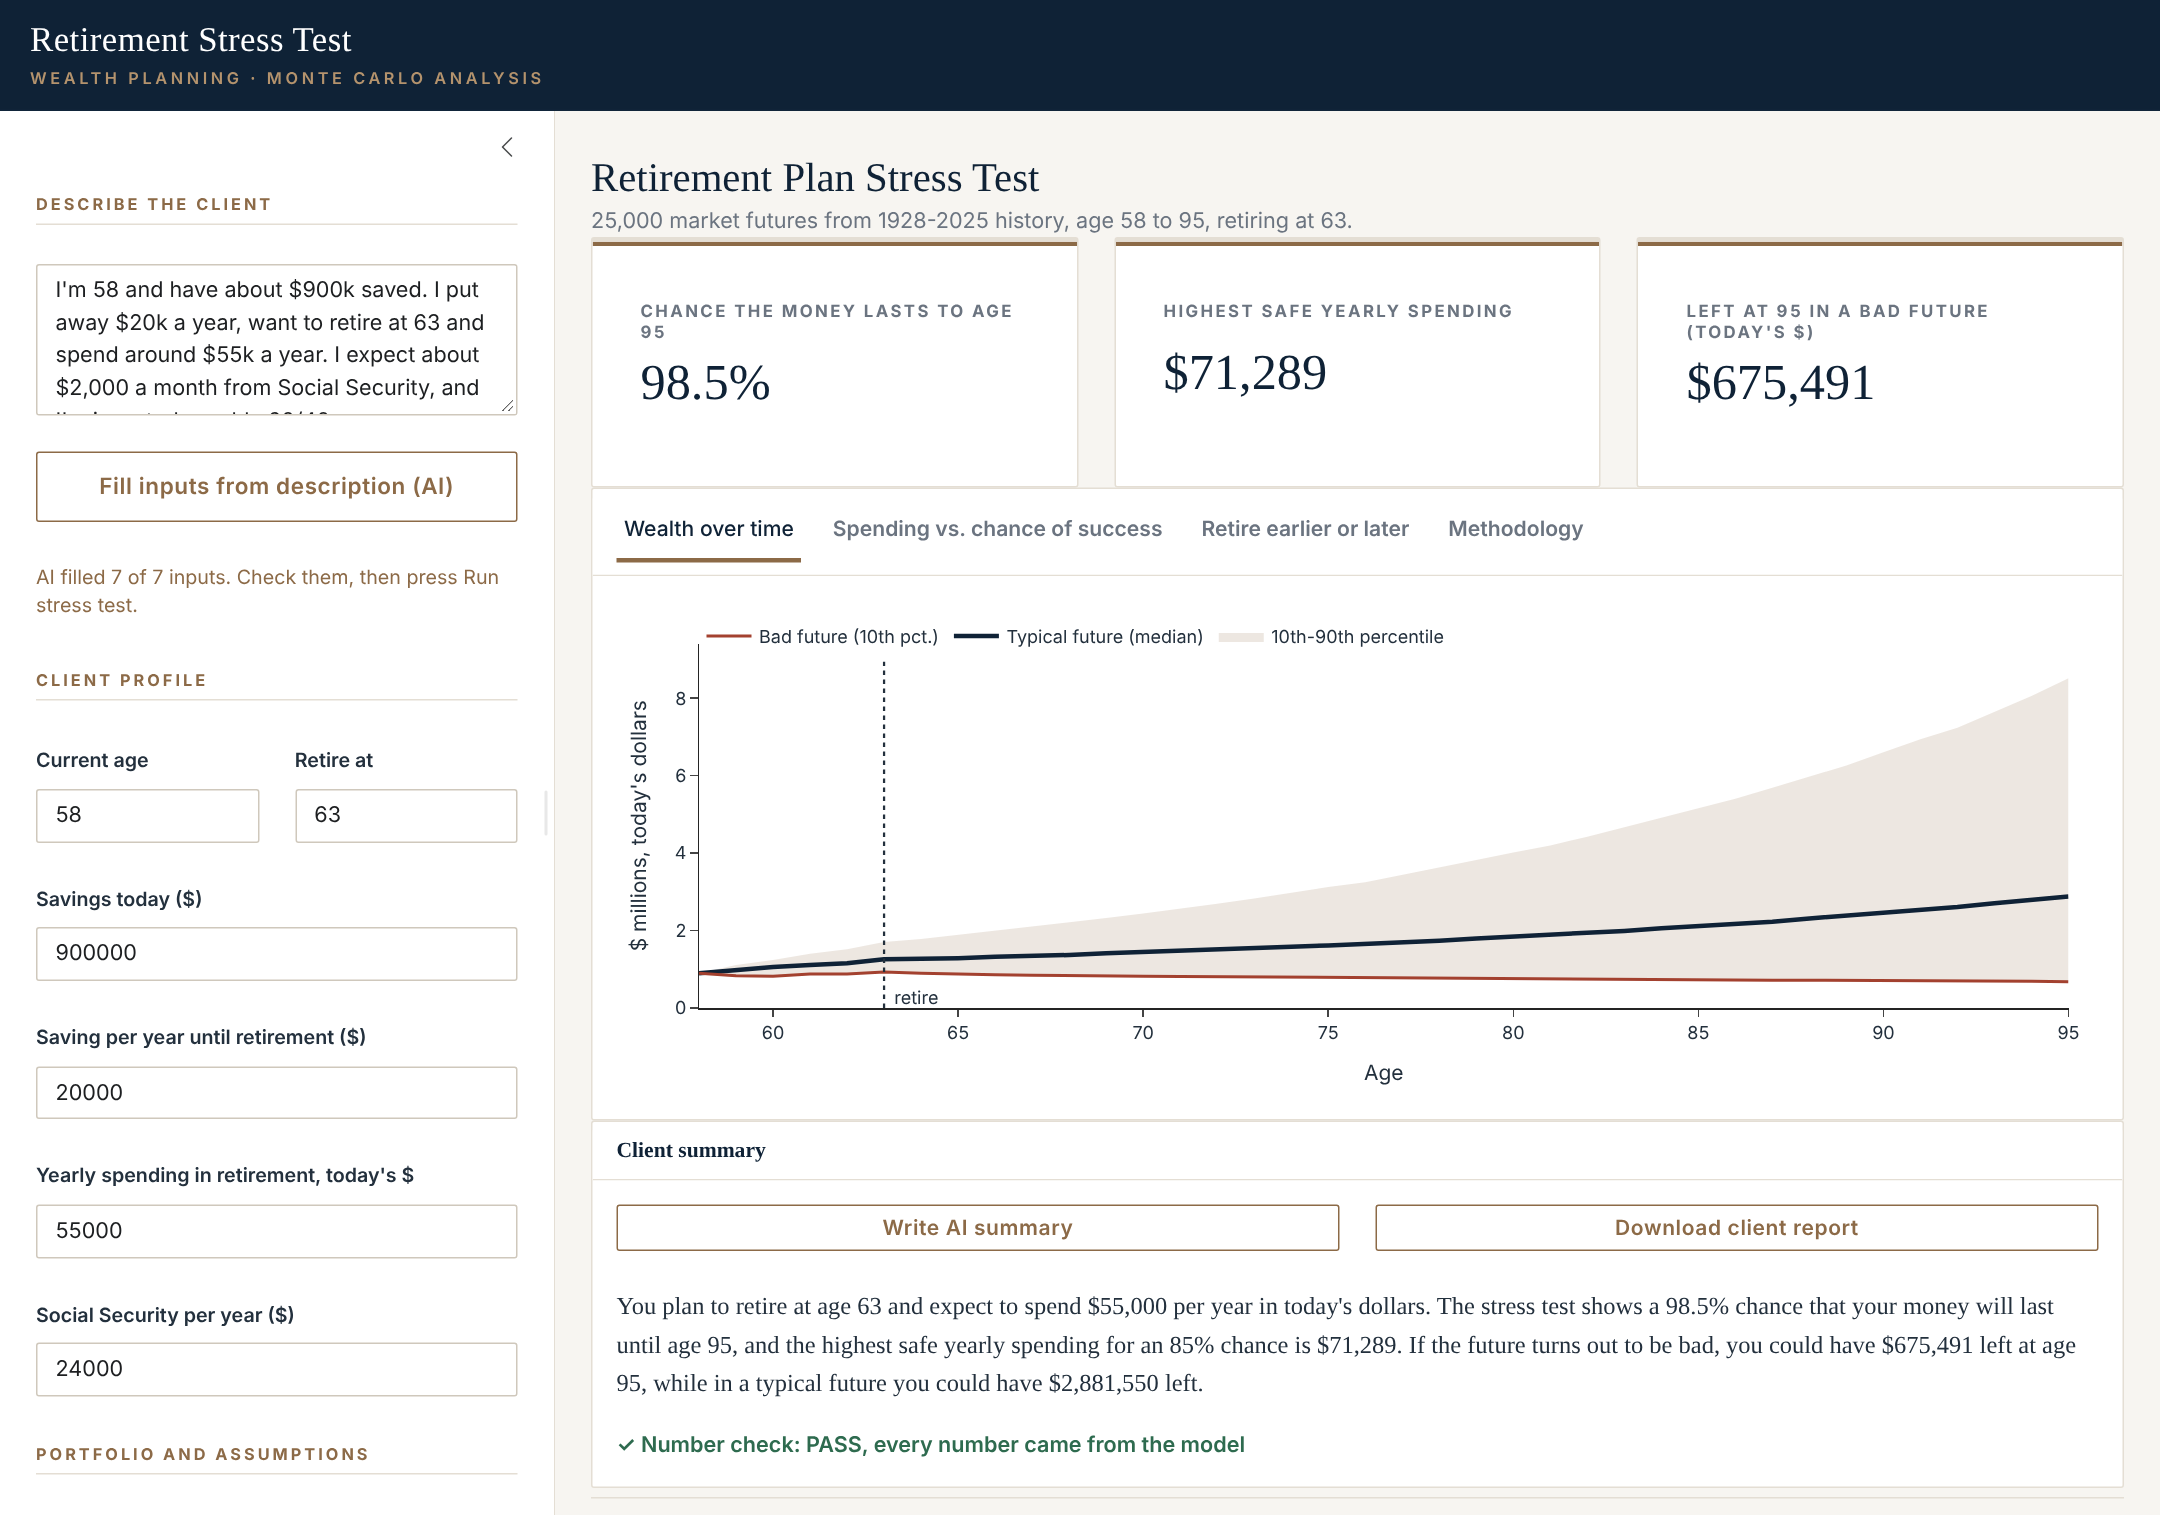 Retirement Stress Test
WEALTH PLANNING · MONTE CARLO ANALYSIS
DESCRIBE THE CLIENT
I'm 58 and have about $900k saved. I put
away $20k a year, want to retire at 63 and
spend around $55k a year. I expect about
$2,000 a month from Social Security, and
Fill inputs from description (AI)
AI filled 7 of 7 inputs. Check them, then press Run
stress test.
CLIENT PROFILE
Current age
Retire at
58
63
Savings today ($)
900000
Saving per year until retirement ($)
20000
Yearly spending in retirement, today's $
55000
Social Security per year ($)
24000
PORTFOLIO AND ASSUMPTIONS
Retirement Plan Stress Test
25,000 market futures from 1928-2025 history, age 58 to 95, retiring at 63.
CHANCE THE MONEY LASTS TO AGE
95
98.5%
HIGHEST SAFE YEARLY SPENDING
$71,289
LEFT AT 95 IN A BAD FUTURE
(TODAY'S $)
$675,491
Wealth over time
Spending vs. chance of success
Retire earlier or later
Methodology
Bad future (10th pct.)
Typical future (median)
10th-90th percentile
$ millions, today's dollars
8
6
4
2
0
retire
60
65
70
75
80
85
90
95
Age
Client summary
Write AI summary
Download client report
You plan to retire at age 63 and expect to spend $55,000 per year in today's dollars. The stress test shows a 98.5% chance that your money will last
until age 95, and the highest safe yearly spending for an 85% chance is $71,289. If the future turns out to be bad, you could have $675,491 left at age
95, while in a typical future you could have $2,881,550 left.
✓ Number check: PASS, every number came from the model